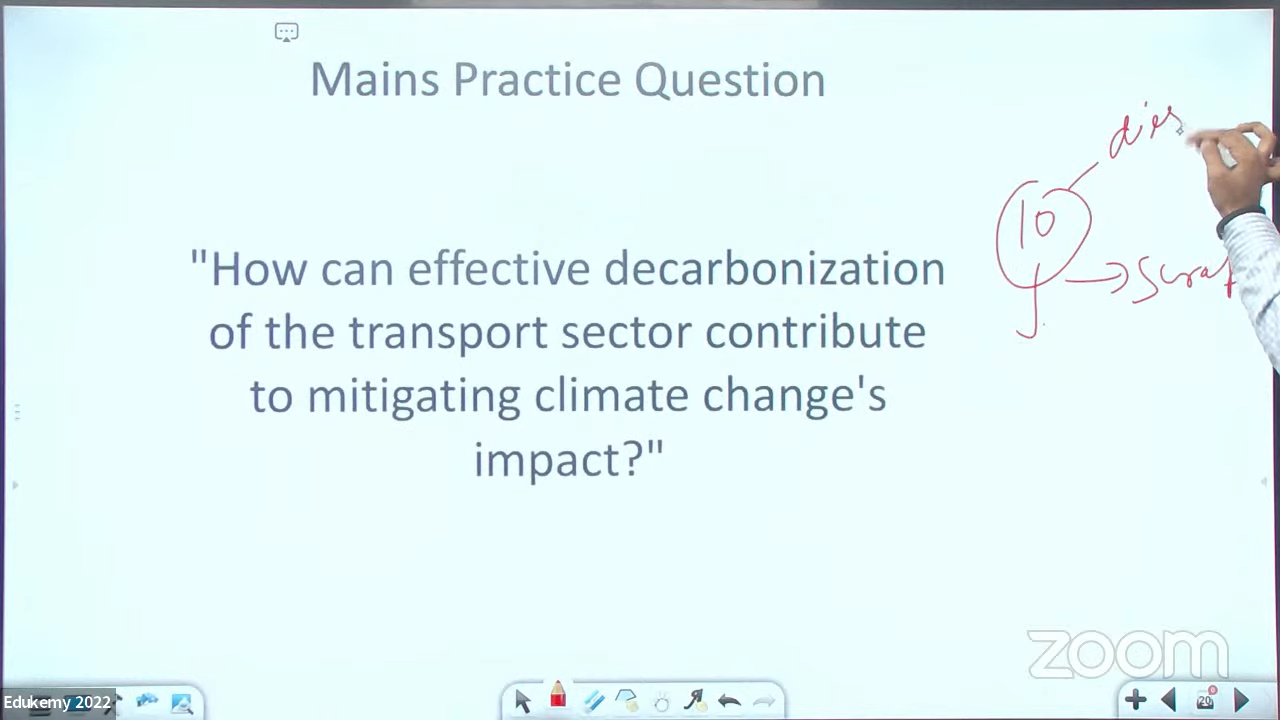 Mains Practice Question
"How can effective decarbonization
of the transport sector contribute
to mitigating climate change's
impact?"
10
zoom
Edukemy 2022
20